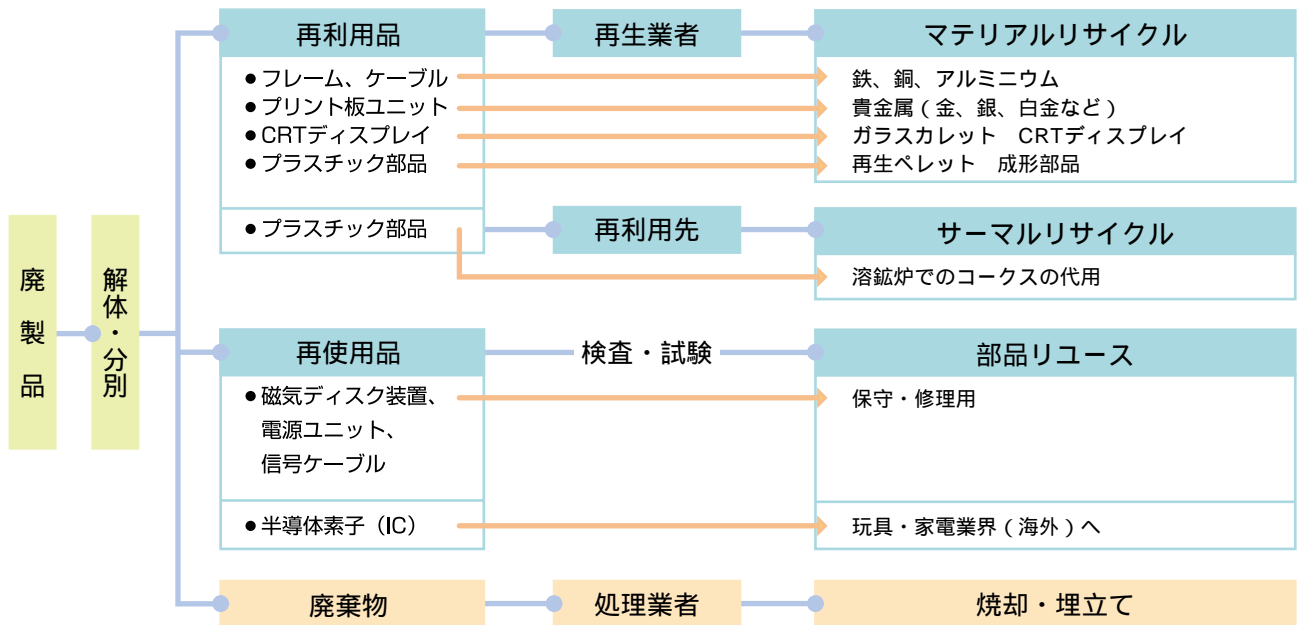 廃製品
解体・分別
再利用品
再生業者
マテリアルリサイクル
●フレーム、ケーブル
鉄、銅、アルミニウム
●プリント板ユニット
貴金属（金、銀、白金など）
●CRTディスプレイ
ガラスカレット　CRTディスプレイ
●プラスチック部品
再生ペレット　成形部品
●プラスチック部品
再利用先
サーマルリサイクル
溶鉱炉でのコークスの代用
再使用品
検査・試験
部品リユース
●磁気ディスク装置、
電源ユニット、
信号ケーブル
保守・修理用
●半導体素子（IC）
玩具・家電業界（海外）へ
廃棄物
処理業者
焼却・埋立て